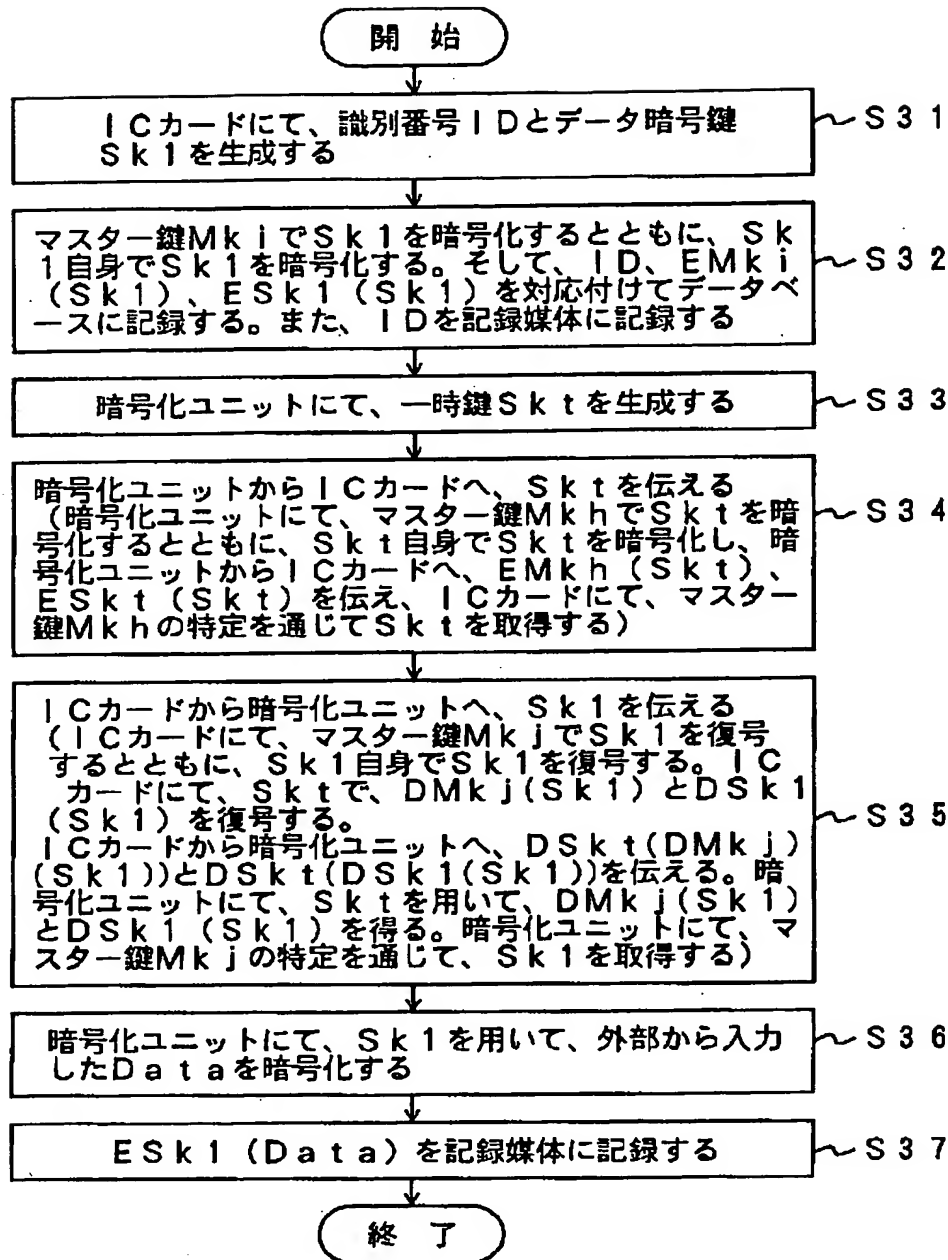 開 始
ICカードにて、識別番号IDとデータ暗号鍵
Sk1を生成する
S31
マスター鍵MkiでSk1を暗号化するとともに、Sk
1自身でSk1を暗号化する。そして、ID、EMki
(Sk1)、ESk1(Sk1)を対応付けてデータベ
ースに記録する。また、IDを記録媒体に記録する
S32
暗号化ユニットにて、一時鍵Sktを生成する
S33
暗号化ユニットからICカードへ、Sktを伝える
(暗号化ユニットにて、マスター鍵MkhでSktを暗
号化するとともに、Skt自身でSktを暗号化し、暗
号化ユニットからICカードへ、EMkh(Skt)、
ESkt(Skt)を伝え、ICカードにて、マスター
鍵Mkhの特定を通じてSktを取得する)
S34
ICカードから暗号化ユニットへ、Sk1を伝える
(ICカードにて、マスター鍵MkjでSk1を復号
するとともに、Sk1自身でSk1を復号する。IC
カードにて、Sktで、DMkj(Sk1)とDSk1
(Sk1)を復号する。
ICカードから暗号化ユニットへ、DSkt(DMkj)
(Sk1))とDSkt(DSk1(Sk1))を伝える。暗
号化ユニットにて、Sktを用いて、DMkj(Sk1)
とDSk1(Sk1)を得る。暗号化ユニットにて、マ
スター鍵Mkjの特定を通じて、Sk1を取得する)
S35
暗号化ユニットにて、Sk1を用いて、外部から入力
したDataを暗号化する
S36
ESk1(Data)を記録媒体に記録する
S37
終 了